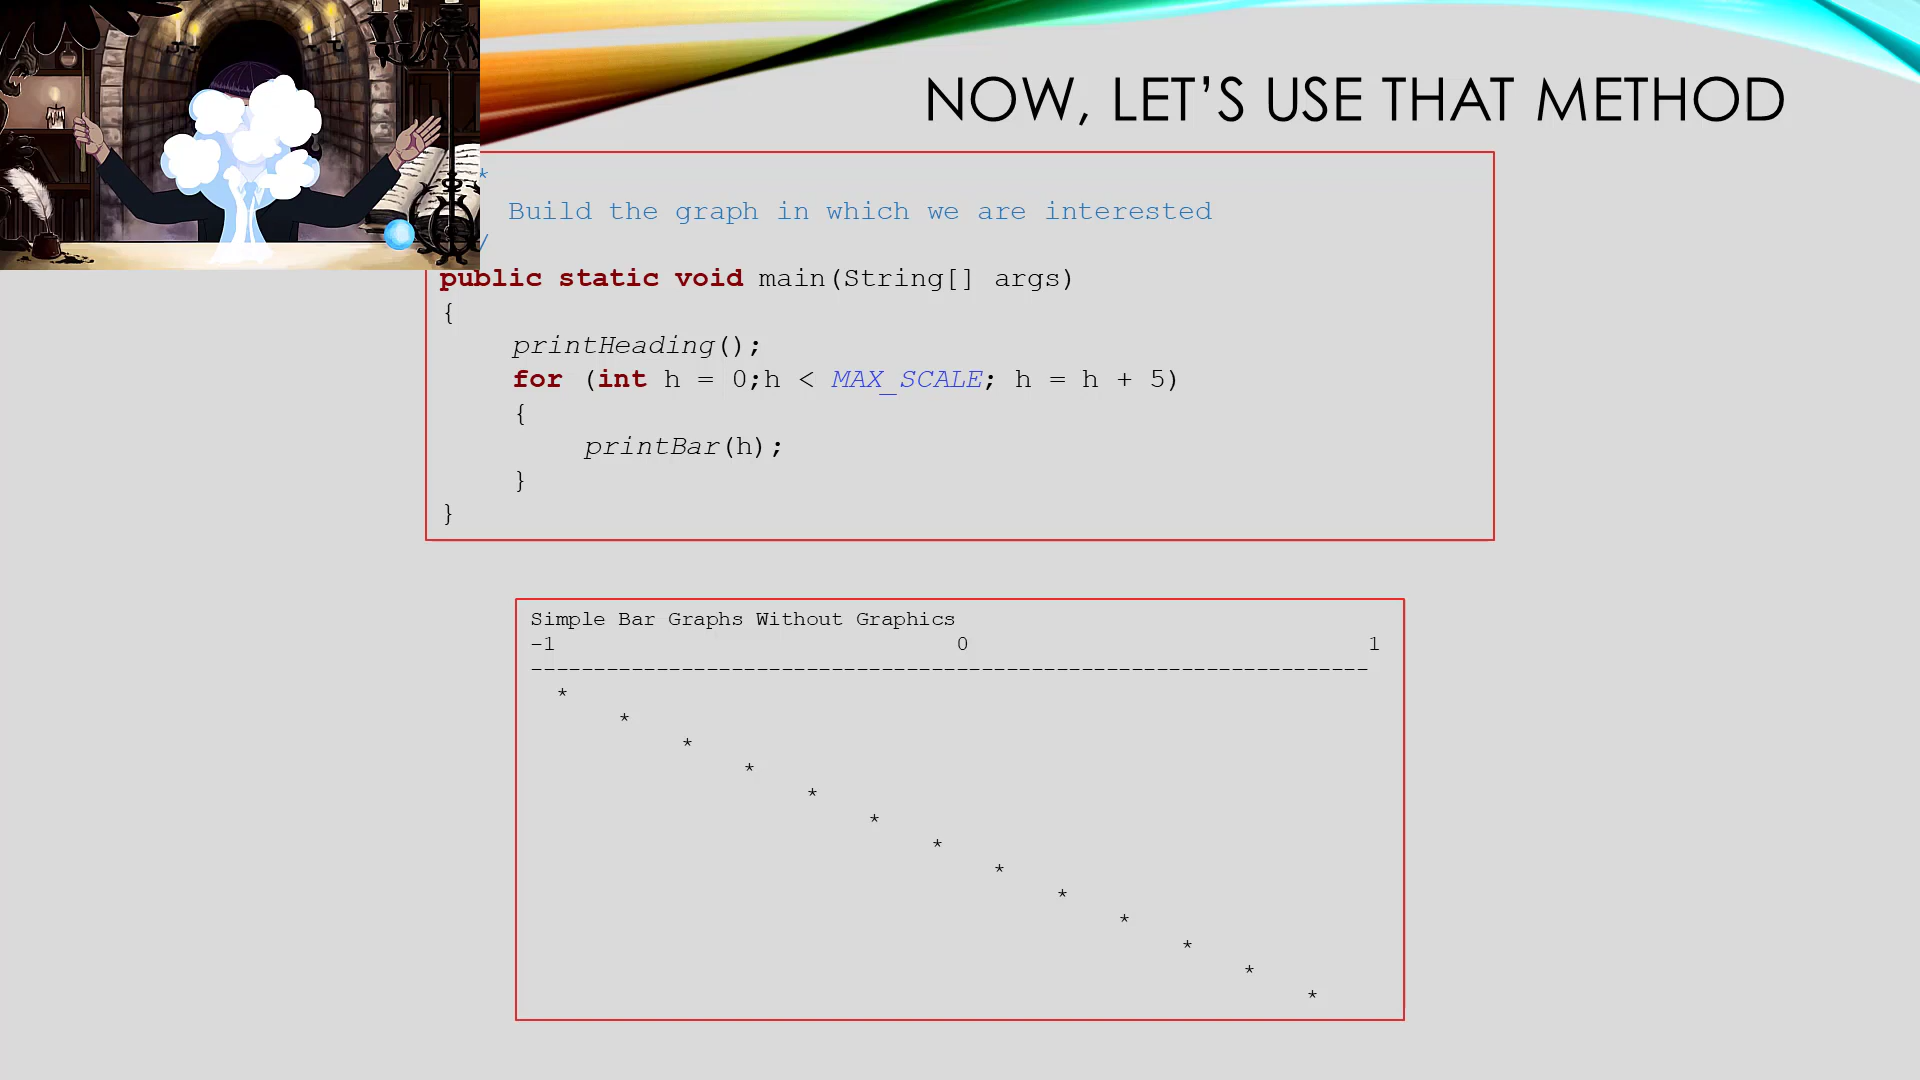 NOW, LET’S USE THAT METHOD
*
Build the graph in which we are interested
/
public static void main(String[] args)
{
printHeading();
for (int h = 0;h < MAX_SCALE; h = h + 5)
{
printBar(h);
}
}
Simple Bar Graphs Without Graphics
-1 0 1
-------------------------------------------------------------------
*
*
*
*
*
*
*
*
*
*
*
*
*